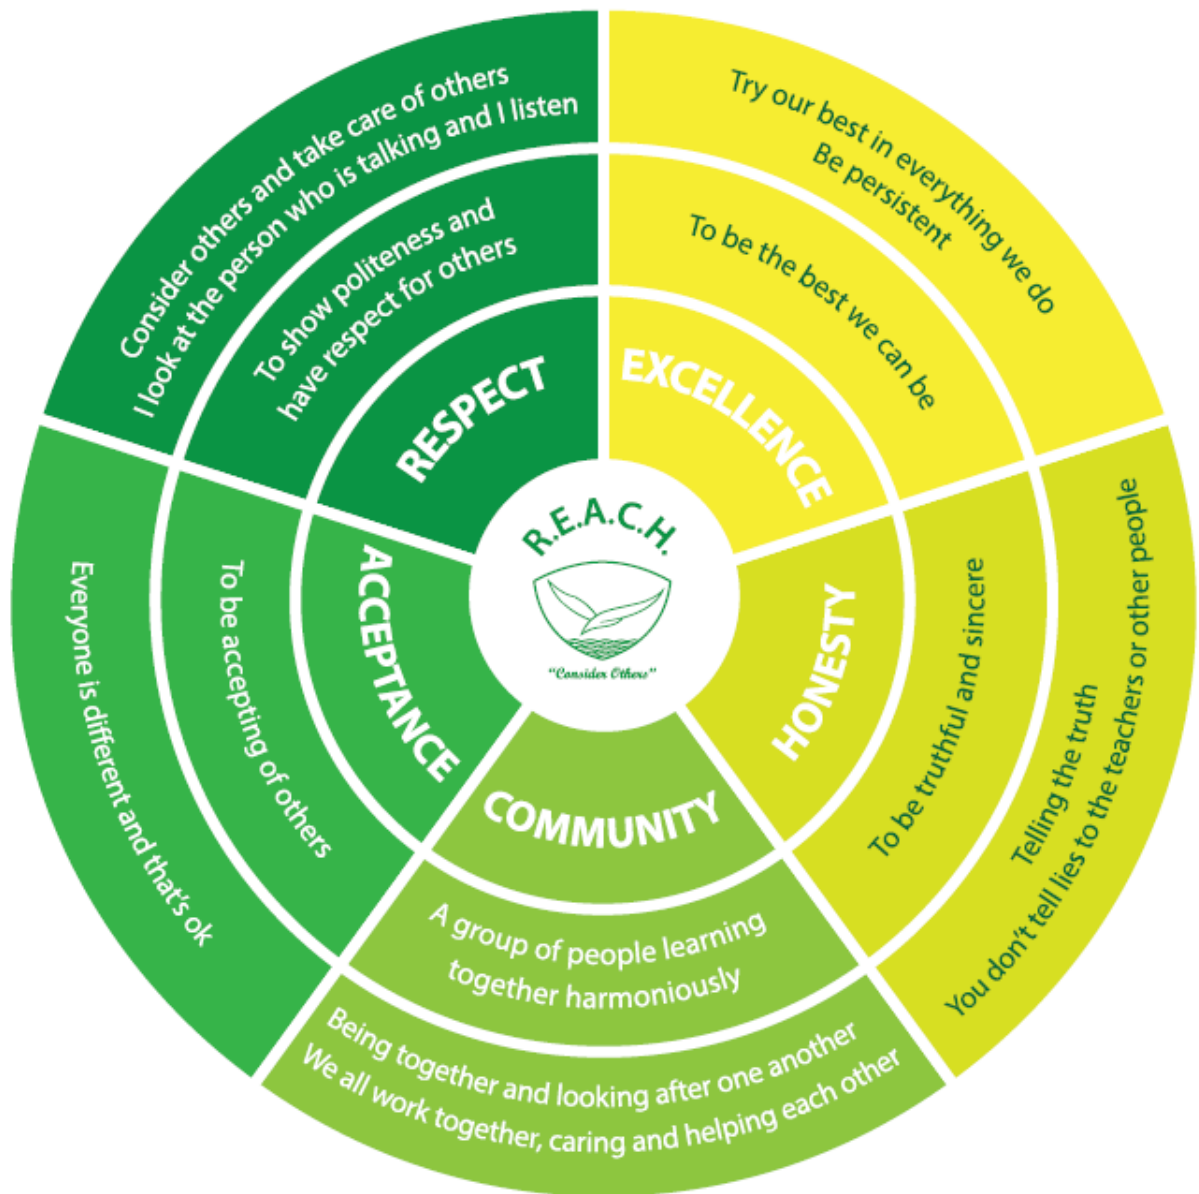 R.E.A.C.H.
“Consider Others”
RESPECT
To show politeness and
have respect for others
Consider others and take care of others
I look at the person who is talking and I listen
EXCELLENCE
To be the best we can be
Try our best in everything we do
Be persistent
ACCEPTANCE
To be accepting of others
Everyone is different and that's ok
COMMUNITY
A group of people learning
together harmoniously
Being together and looking after one another
We all work together, caring and helping each other
HONESTY
To be truthful and sincere
Telling the truth
You don't tell lies to the teachers or other people